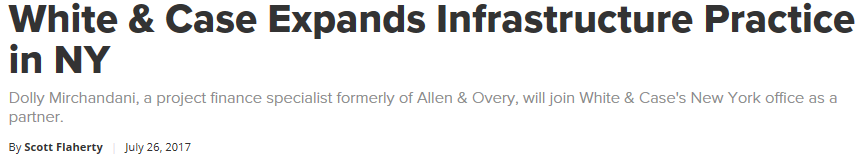 White & Case Expands Infrastructure Practice
in NY
Dolly Mirchandani, a project finance specialist formerly of Allen & Overy, will join White & Case's New York office as a
partner.
By Scott Flaherty | July 26, 2017